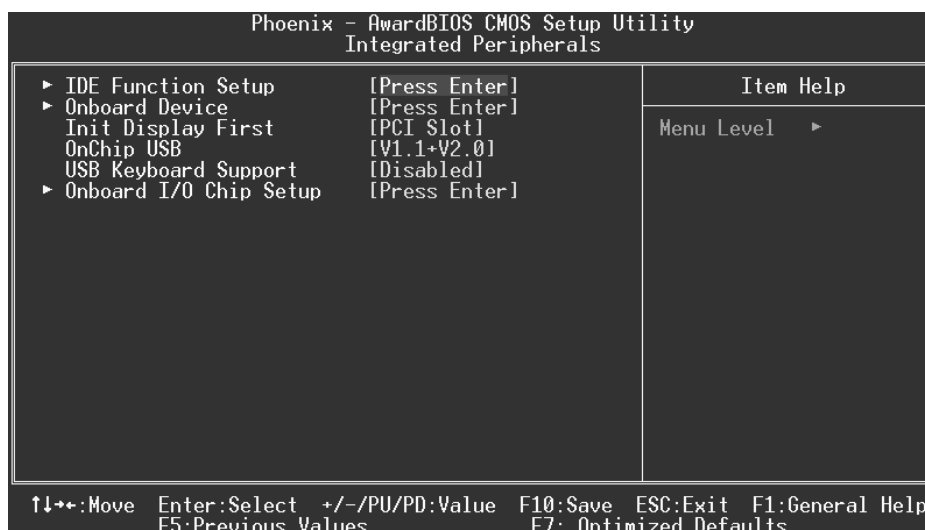 Phoenix - AwardBIOS CMOS Setup Utility
Integrated Peripherals
► IDE Function Setup [Press Enter]
► Onboard Device [Press Enter]
Init Display First [PCI Slot]
OnChip USB [V1.1+V2.0]
USB Keyboard Support [Disabled]
► Onboard I/O Chip Setup [Press Enter]
Item Help
Menu Level ►
↑↓→←:Move Enter:Select +/-/PU/PD:Value F10:Save ESC:Exit F1:General Help
F5:Previous Values F7: Optimized Defaults